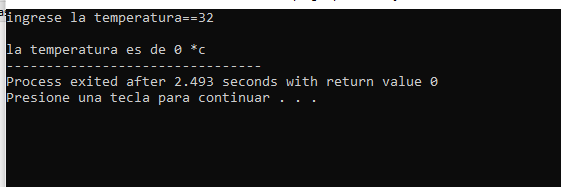 ingrese la temperatura==32
la temperatura es de 0 *c
--------------------------------
Process exited after 2.493 seconds with return value 0
Presione una tecla para continuar . . .